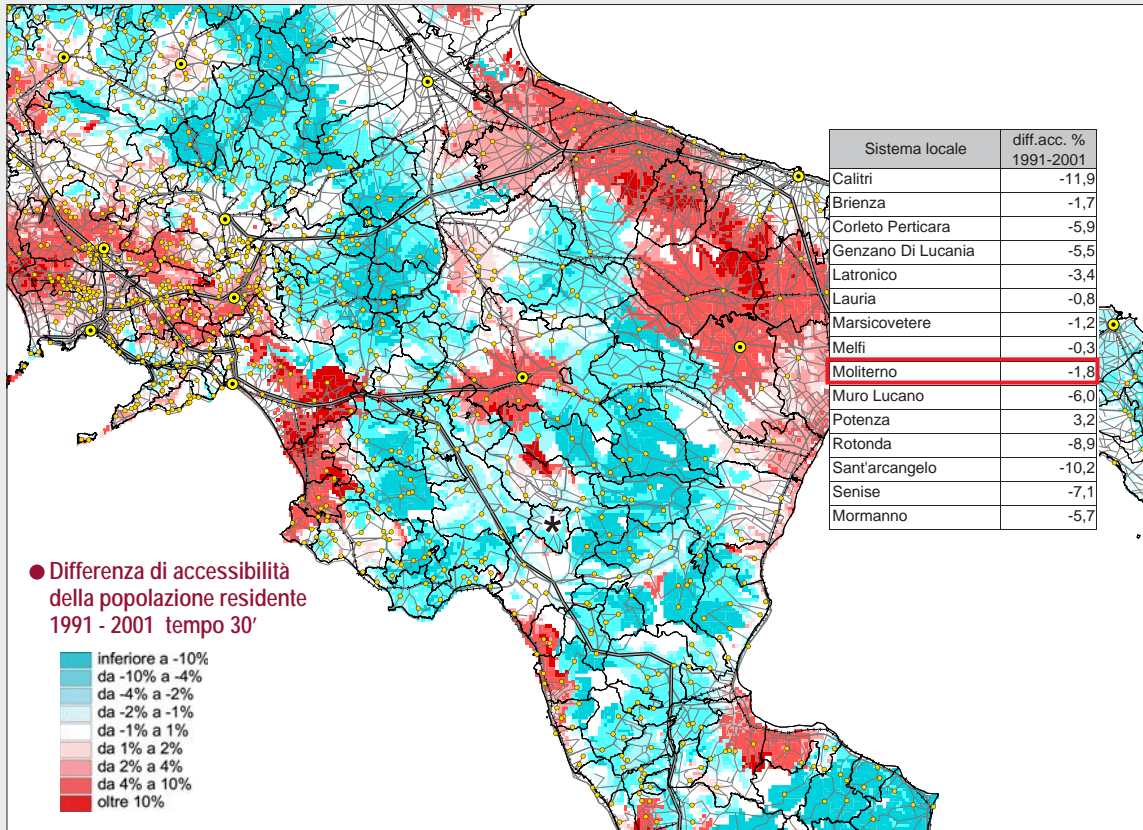 Sistema locale diff.acc. % 1991-2001
Calitri -11,9
Brienza -1,7
Corleto Perticara -5,9
Genzano Di Lucania -5,5
Latronico -3,4
Lauria -0,8
Marsicovetere -1,2
Melfi -0,3
Moliterno -1,8
Muro Lucano -6,0
Potenza 3,2
Rotonda -8,9
Sant'arcangelo -10,2
Senise -7,1
Mormanno -5,7
*
● Differenza di accessibilità
della popolazione residente
1991 - 2001 tempo 30'
inferiore a -10%
da -10% a -4%
da -4% a -2%
da -2% a -1%
da -1% a 1%
da 1% a 2%
da 2% a 4%
da 4% a 10%
oltre 10%